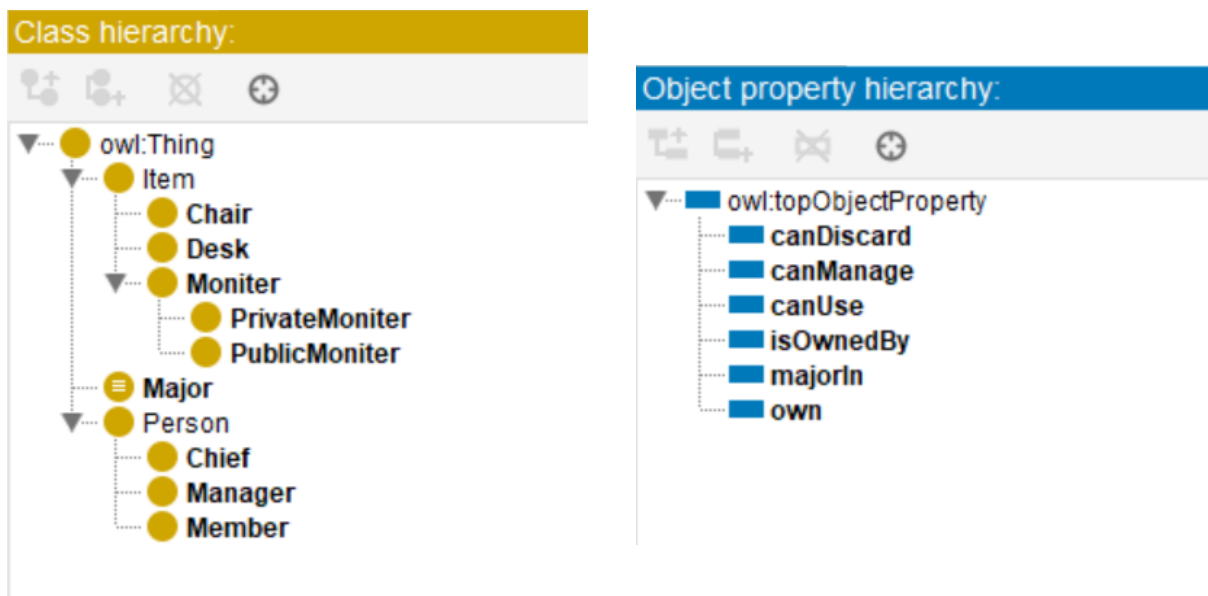 Class hierarchy:
owl:Thing
Item
Chair
Desk
Moniter
PrivateMoniter
PublicMoniter
Major
Person
Chief
Manager
Member
Object property hierarchy:
owl:topObjectProperty
canDiscard
canManage
canUse
isOwnedBy
majorIn
own